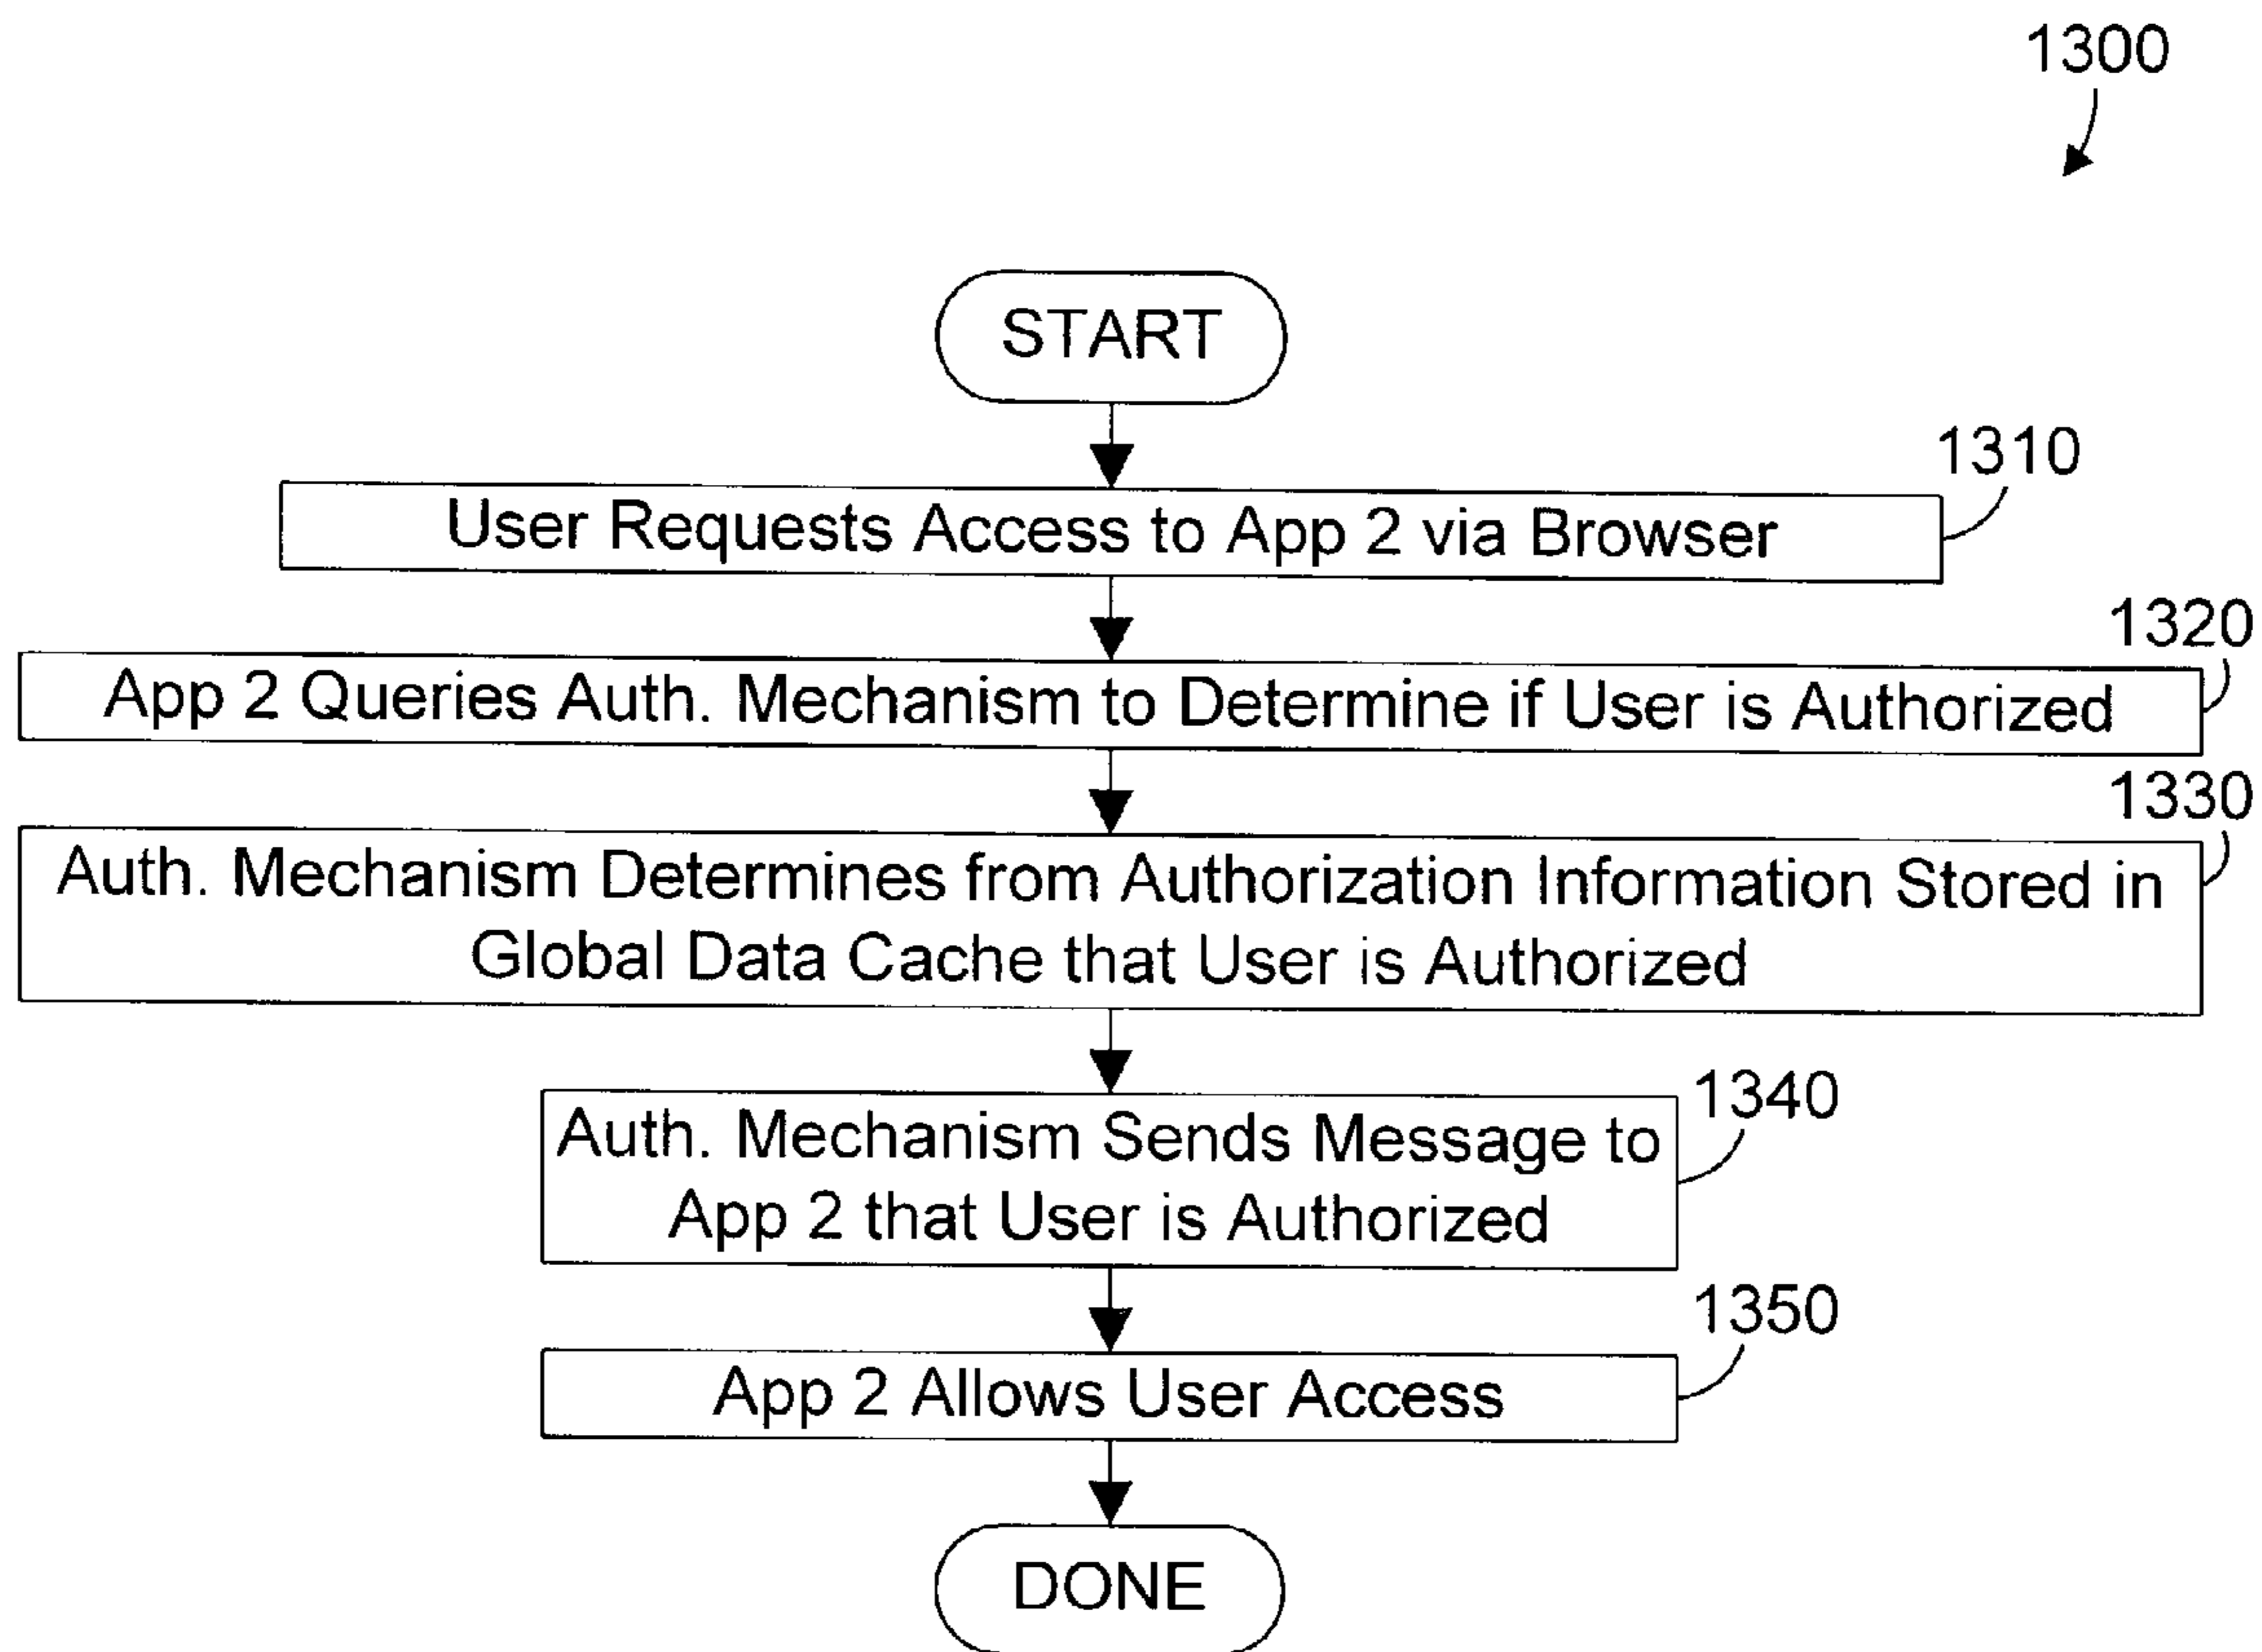 1300
START
1310
User Requests Access to App 2 via Browser
1320
App 2 Queries Auth. Mechanism to Determine if User is Authorized
1330
Auth. Mechanism Determines from Authorization Information Stored in
Global Data Cache that User is Authorized
1340
Auth. Mechanism Sends Message to
App 2 that User is Authorized
1350
App 2 Allows User Access
DONE